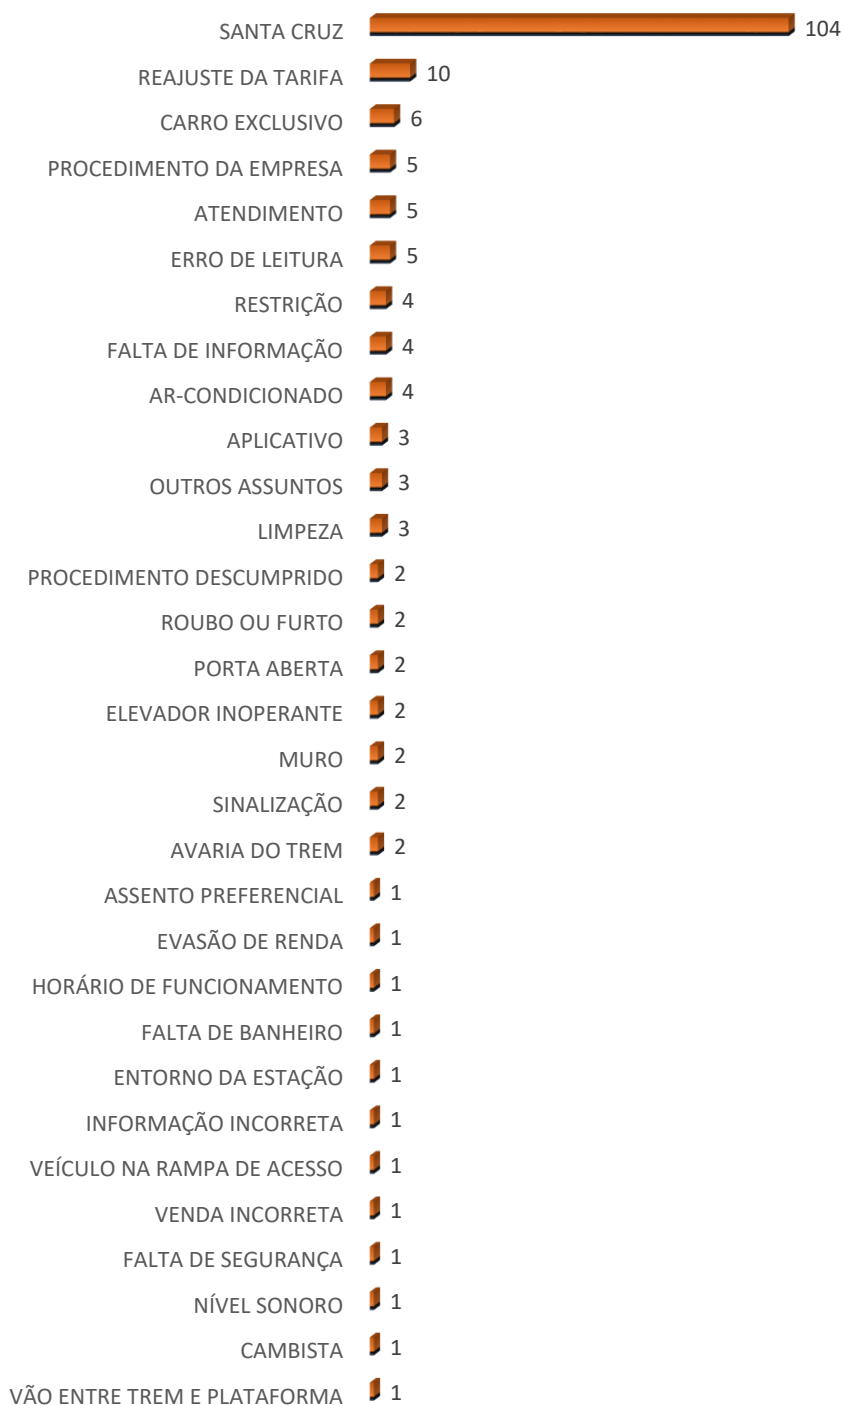 SANTA CRUZ 104
REAJUSTE DA TARIFA 10
CARRO EXCLUSIVO 6
PROCEDIMENTO DA EMPRESA 5
ATENDIMENTO 5
ERRO DE LEITURA 5
RESTRIÇÃO 4
FALTA DE INFORMAÇÃO 4
AR-CONDICIONADO 4
APLICATIVO 3
OUTROS ASSUNTOS 3
LIMPEZA 3
PROCEDIMENTO DESCUMPRIDO 2
ROUBO OU FURTO 2
PORTA ABERTA 2
ELEVADOR INOPERANTE 2
MURO 2
SINALIZAÇÃO 2
AVARIA DO TREM 2
ASSENTO PREFERENCIAL 1
EVASÃO DE RENDA 1
HORÁRIO DE FUNCIONAMENTO 1
FALTA DE BANHEIRO 1
ENTORNO DA ESTAÇÃO 1
INFORMAÇÃO INCORRETA 1
VEÍCULO NA RAMPA DE ACESSO 1
VENDA INCORRETA 1
FALTA DE SEGURANÇA 1
NÍVEL SONORO 1
CAMBISTA 1
VÃO ENTRE TREM E PLATAFORMA 1